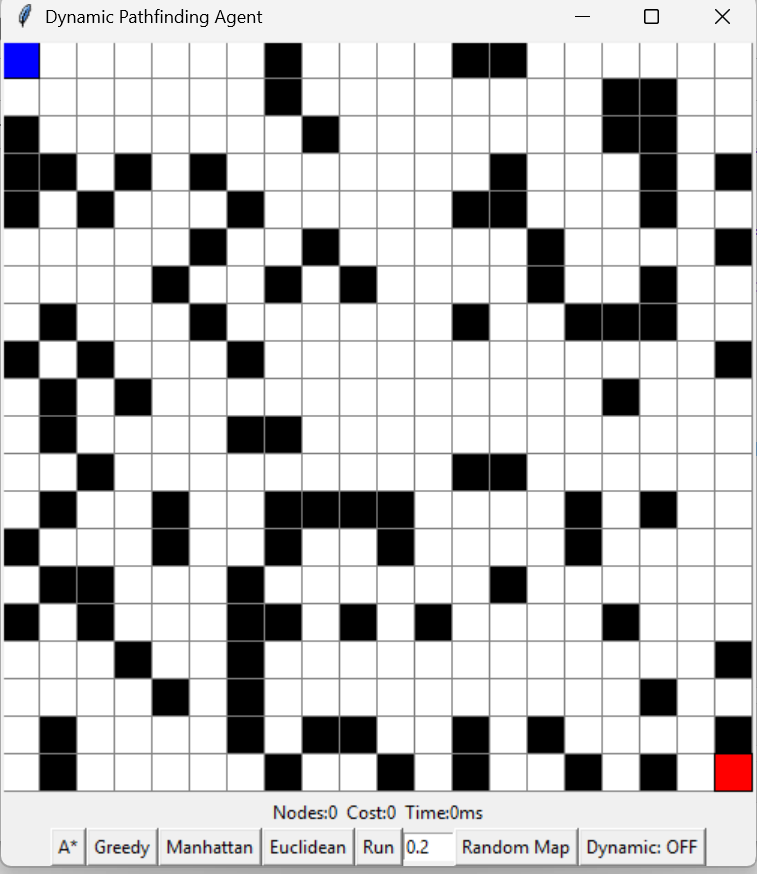 Dynamic Pathfinding Agent
Nodes:0 Cost:0 Time:0ms
A* Greedy Manhattan Euclidean Run 0.2 Random Map Dynamic: OFF